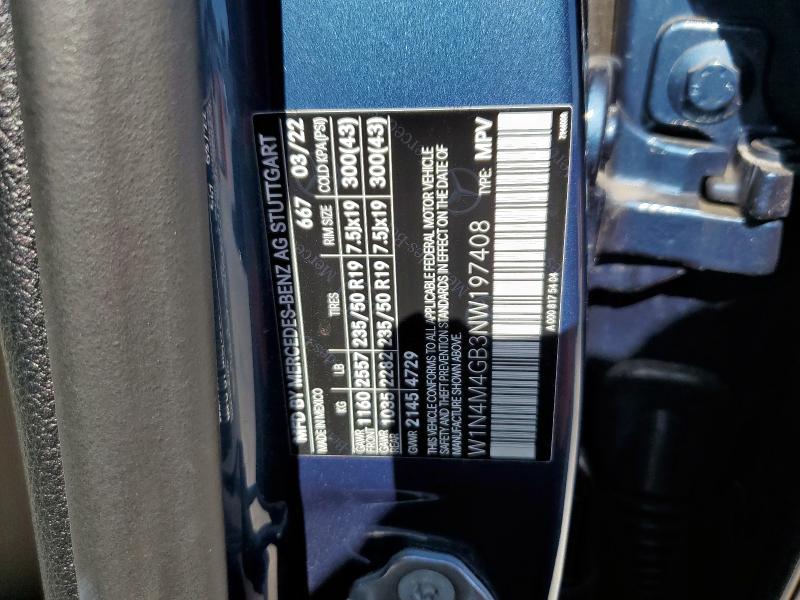 MFD BY MERCEDES-BENZ AG STUTTGART
MADE IN MEXICO 667 03/22
KG LB TIRES RIM SIZE COLD KPA(PSI)
GAWR FRONT 1160 2557 235/50 R19 7.5Jx19 300(43)
GAWR REAR 1035 2282 235/50 R19 7.5Jx19 300(43)
GVWR 2145 4729
THIS VEHICLE CONFORMS TO ALL APPLICABLE FEDERAL MOTOR VEHICLE
SAFETY AND THEFT PREVENTION STANDARDS IN EFFECT ON THE DATE OF
MANUFACTURE SHOWN ABOVE.
W1N4M4GB3NW197408 TYPE: MPV
A 000 817 54 04